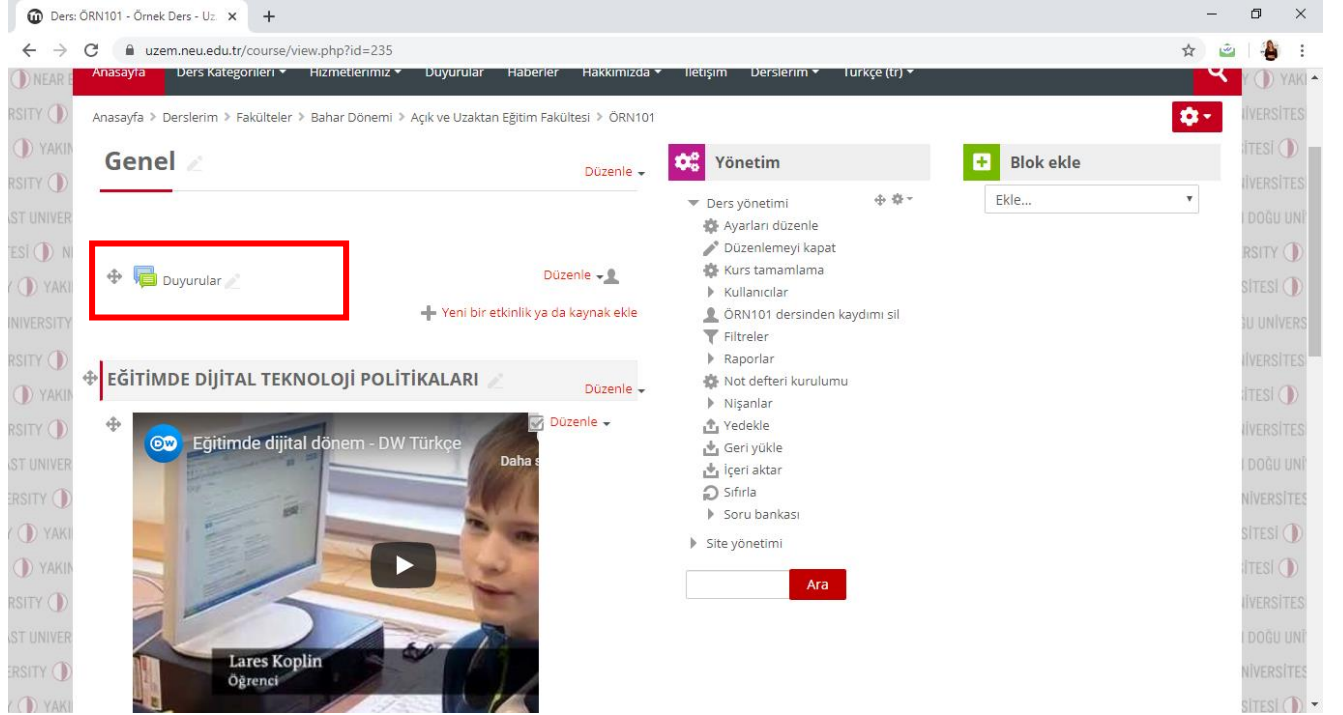 Ders: ÖRN101 - Örnek Ders - Uz
uzem.neu.edu.tr/course/view.php?id=235
Anasayfa Ders Kategorileri Hizmetlerimiz Duyurular Haberler Hakkımızda İletişim Derslerim Türkçe (tr)
Anasayfa > Derslerim > Fakülteler > Bahar Dönemi > Açık ve Uzaktan Eğitim Fakültesi > ÖRN101
Genel
Düzenle
Duyurular
Düzenle
Yeni bir etkinlik ya da kaynak ekle
EĞİTİMDE DİJİTAL TEKNOLOJİ POLİTİKALARI
Düzenle
Düzenle
Eğitimde dijital dönem - DW Türkçe
Daha
Lares Koplin
Öğrenci
Yönetim
Ders yönetimi
Ayarları düzenle
Düzenlemeyi kapat
Kurs tamamlama
Kullanıcılar
ÖRN101 dersinden kaydımı sil
Filtreler
Raporlar
Not defteri kurulumu
Nişanlar
Yedekle
Geri yükle
İçeri aktar
Sıfırla
Soru bankası
Site yönetimi
Ara
Blok ekle
Ekle...